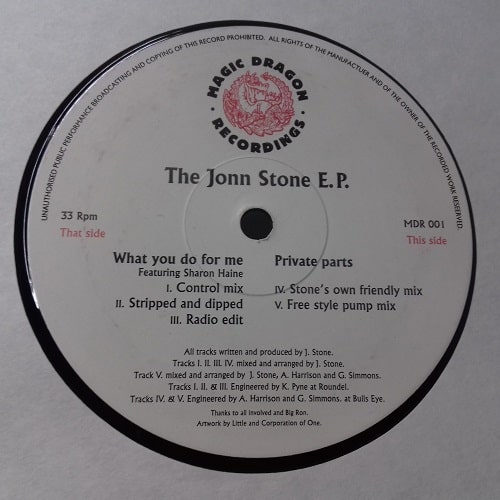 UNAUTHORISED PUBLIC PERFORMANCE BROADCASTING AND COPYING OF THIS RECORD PROHIBITED. ALL RIGHTS OF THE MANUFACTUER AND OF THE OWNER OF THE RECORDED WORK RESERVED.
MAGIC DRAGON
RECORDINGS
The Jonn Stone E.P.
33 Rpm
MDR 001
That side
This side
What you do for me
Featuring Sharon Haine
I. Control mix
II. Stripped and dipped
III. Radio edit
Private parts
IV. Stone's own friendly mix
V. Free style pump mix
All tracks written and produced by J. Stone.
Tracks I. II. III. IV. mixed and arranged by J. Stone.
Track V. mixed and arranged by J. Stone, A. Harrison and G. Simmons.
Tracks I. II. & III. Engineered by K. Pyne at Roundel.
Tracks IV. & V. Engineered by A. Harrison and G. Simmons. at Bulls Eye.
Thanks to all involved and Big Ron.
Artwork by Little and Corporation of One.